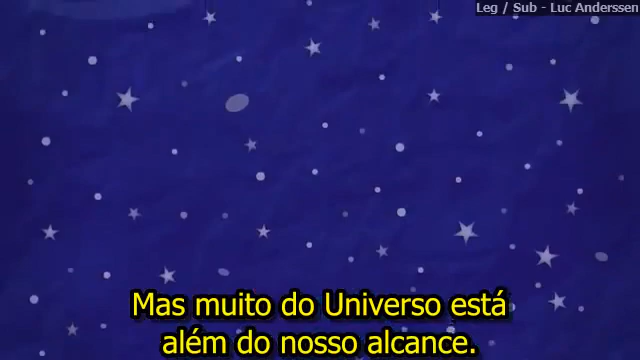 Leg / Sub - Luc Anderssen
Mas muito do Universo está
além do nosso alcance.